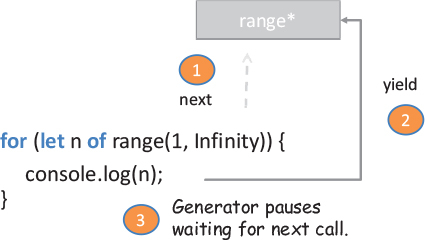 range*
1
next
yield
2
for (let n of range(1, Infinity)) {
console.log(n);
}
3
Generator pauses
waiting for next call.